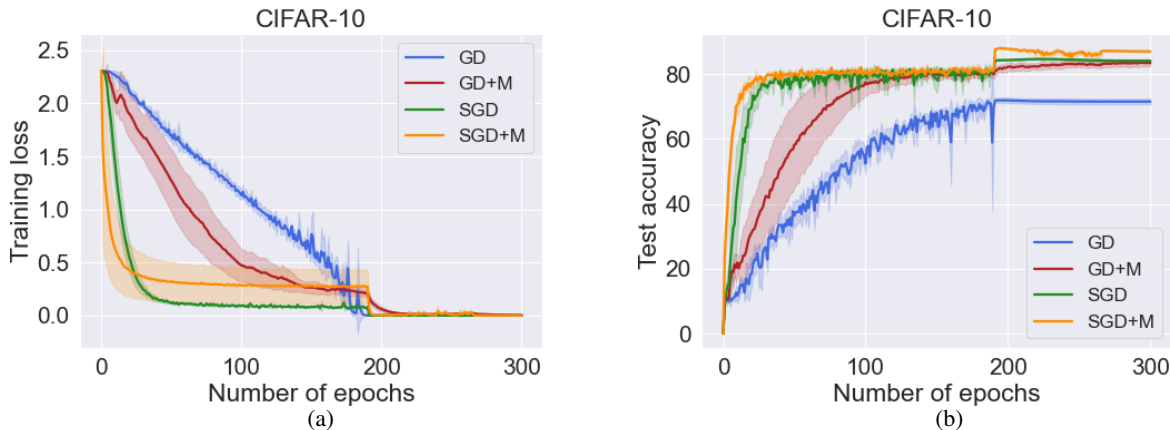 CIFAR-10
2.5
2.0
1.5
1.0
0.5
0.0
Training loss
GD
GD+M
SGD
SGD+M
0
100
200
300
Number of epochs
(a)
CIFAR-10
80
60
40
20
0
Test accuracy
GD
GD+M
SGD
SGD+M
0
100
200
300
Number of epochs
(b)